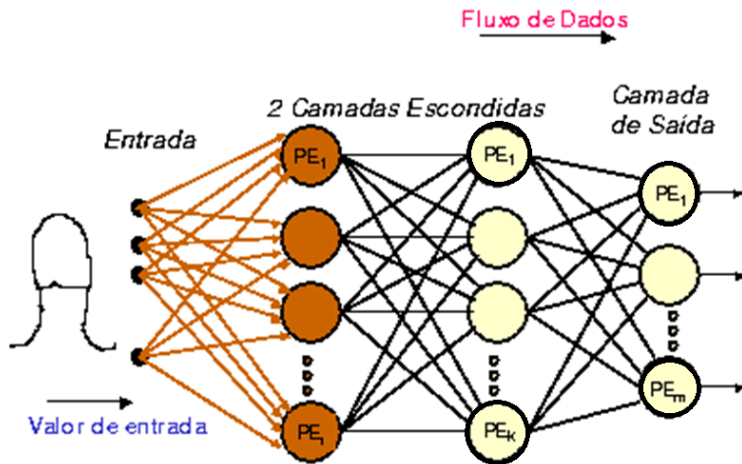 Fluxo de Dados
2 Camadas Escondidas
Camada
de Saída
Entrada
PE1
PE1
PE1
PEi
PEk
PEm
Valor de entrada